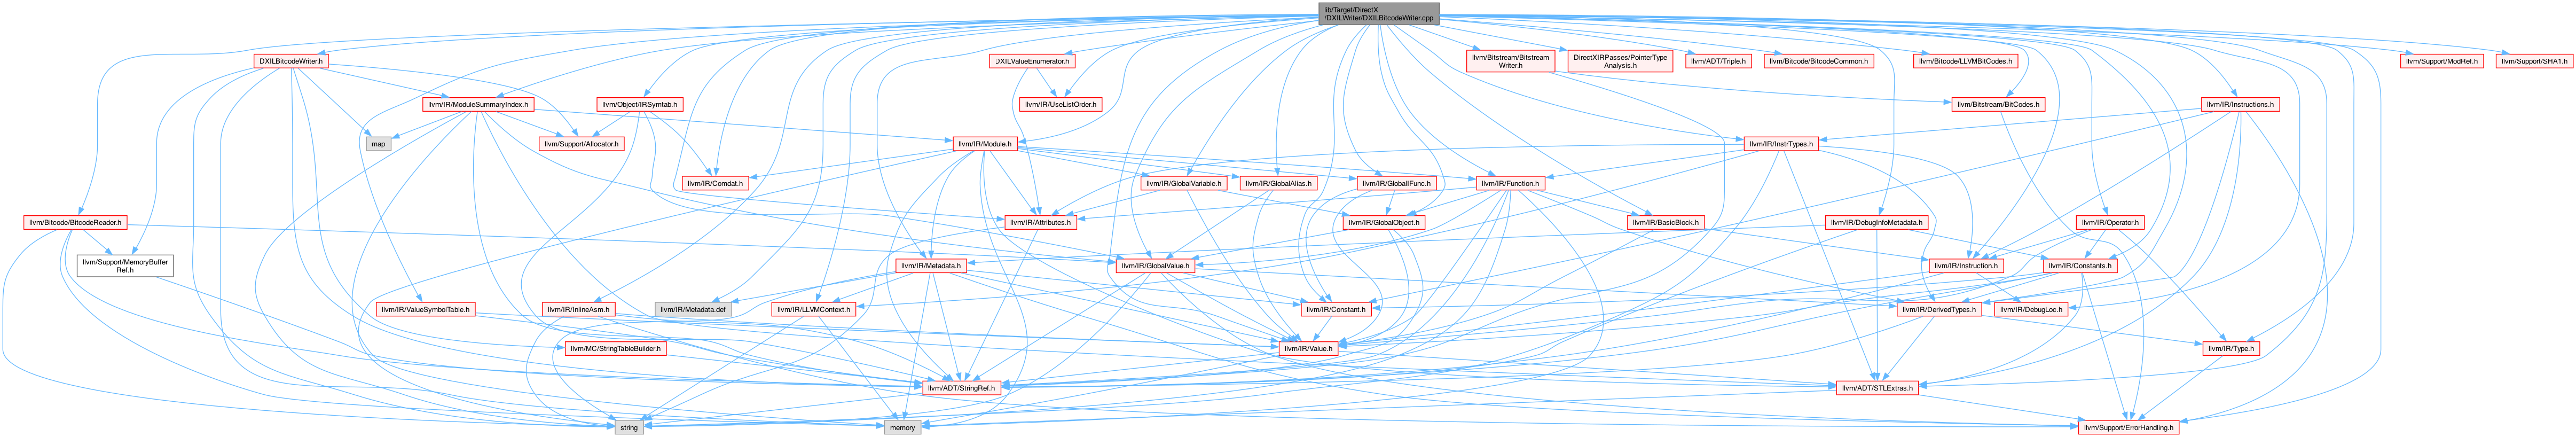 lib/Target/DirectX
/DXILWriter/DXILBitcodeWriter.cpp
DXILBitcodeWriter.h
DXILValueEnumerator.h
llvm/Bitstream/Bitstream
Writer.h
DirectXIRPasses/PointerType
Analysis.h
llvm/ADT/Triple.h
llvm/Bitcode/BitcodeCommon.h
llvm/Bitcode/LLVMBitCodes.h
llvm/Support/ModRef.h
llvm/Support/SHA1.h
llvm/IR/ModuleSummaryIndex.h
llvm/Object/IRSymtab.h
llvm/IR/UseListOrder.h
llvm/Bitstream/BitCodes.h
llvm/IR/Instructions.h
map
llvm/Support/Allocator.h
llvm/IR/Module.h
llvm/IR/InstrTypes.h
llvm/IR/Comdat.h
llvm/IR/GlobalVariable.h
llvm/IR/GlobalAlias.h
llvm/IR/GlobalIFunc.h
llvm/IR/Function.h
llvm/Bitcode/BitcodeReader.h
llvm/IR/Attributes.h
llvm/IR/GlobalObject.h
llvm/IR/BasicBlock.h
llvm/IR/DebugInfoMetadata.h
llvm/IR/Operator.h
llvm/Support/MemoryBuffer
Ref.h
llvm/IR/Metadata.h
llvm/IR/GlobalValue.h
llvm/IR/Instruction.h
llvm/IR/Constants.h
llvm/IR/ValueSymbolTable.h
llvm/IR/InlineAsm.h
llvm/IR/Metadata.def
llvm/IR/LLVMContext.h
llvm/IR/Constant.h
llvm/IR/DerivedTypes.h
llvm/IR/DebugLoc.h
llvm/MC/StringTableBuilder.h
llvm/IR/Value.h
llvm/IR/Type.h
llvm/ADT/StringRef.h
llvm/ADT/STLExtras.h
string
memory
llvm/Support/ErrorHandling.h